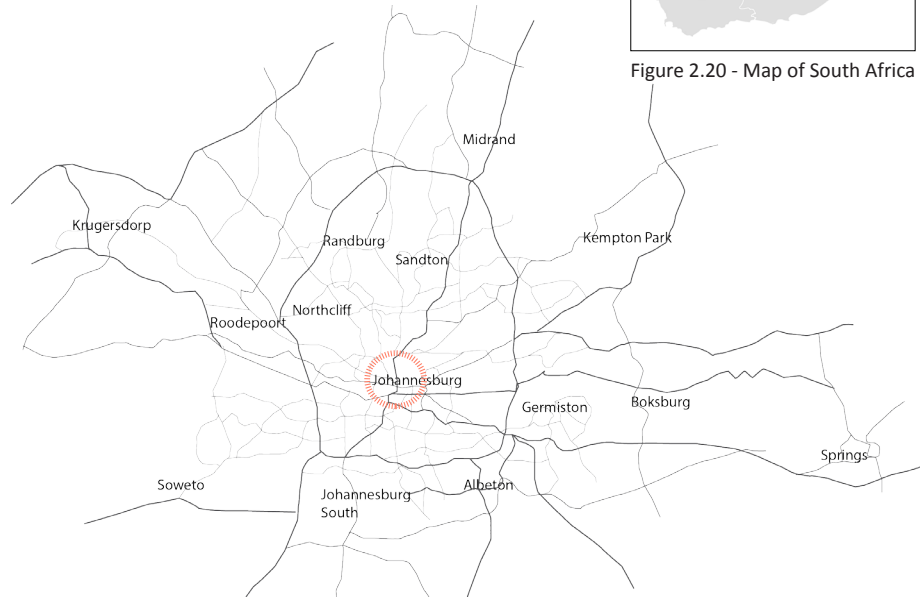 Figure 2.20 - Map of South Africa
Midrand
Krugersdorp
Randburg
Kempton Park
Sandton
Northcliff
Roodepoort
Johannesburg
Germiston
Boksburg
Springs
Soweto
Johannesburg
South
Albeton